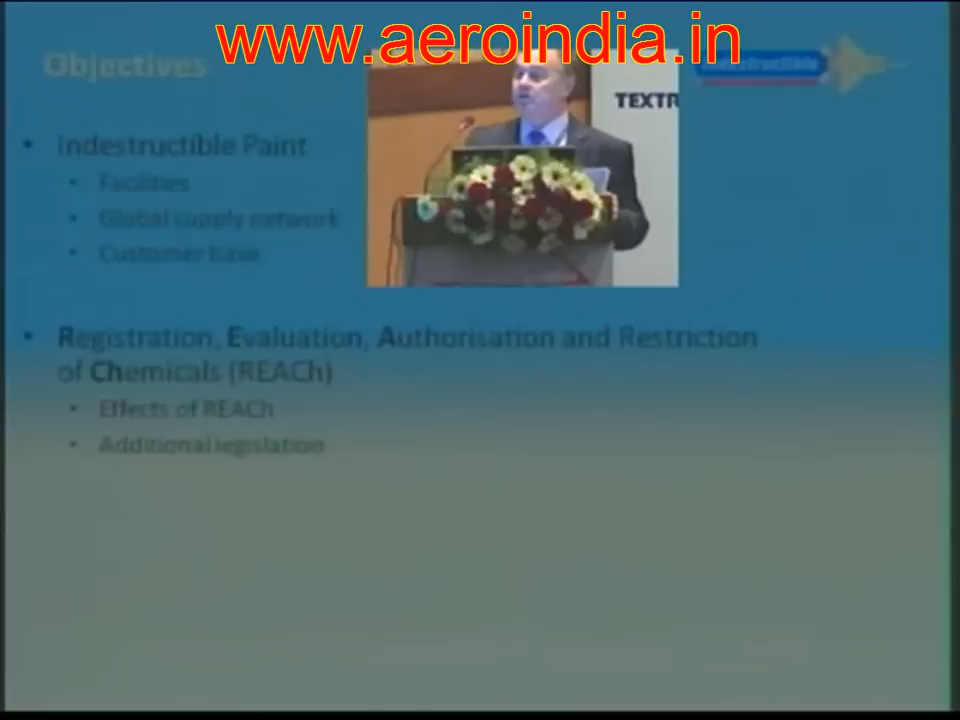 www.aeroindia.in
Objectives
Indestructible
TEXTR
• Indestructible Paint
• Facilities
• Global supply network
• Customer base
• Registration, Evaluation, Authorisation and Restriction
of Chemicals (REACh)
• Effects of REACh
• Additional legislation